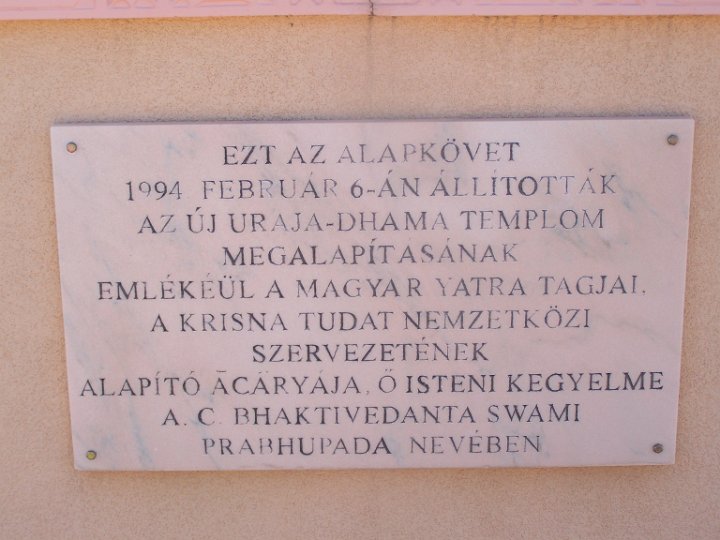 EZT AZ ALAPKÖVET
1994 FEBRUÁR 6-ÁN ÁLLÍTOTTÁK
AZ ÚJ URAJA-DHAMA TEMPLOM
MEGALAPÍTÁSÁNAK
EMLÉKÉÜL A MAGYAR YATRA TAGJAI,
A KRISNA TUDAT NEMZETKÖZI
SZERVEZETÉNEK
ALAPÍTÓ ĀCĀRYÁJA, Ő ISTENI KEGYELME
A. C. BHAKTIVEDANTA SWAMI
PRABHUPADA NEVÉBEN